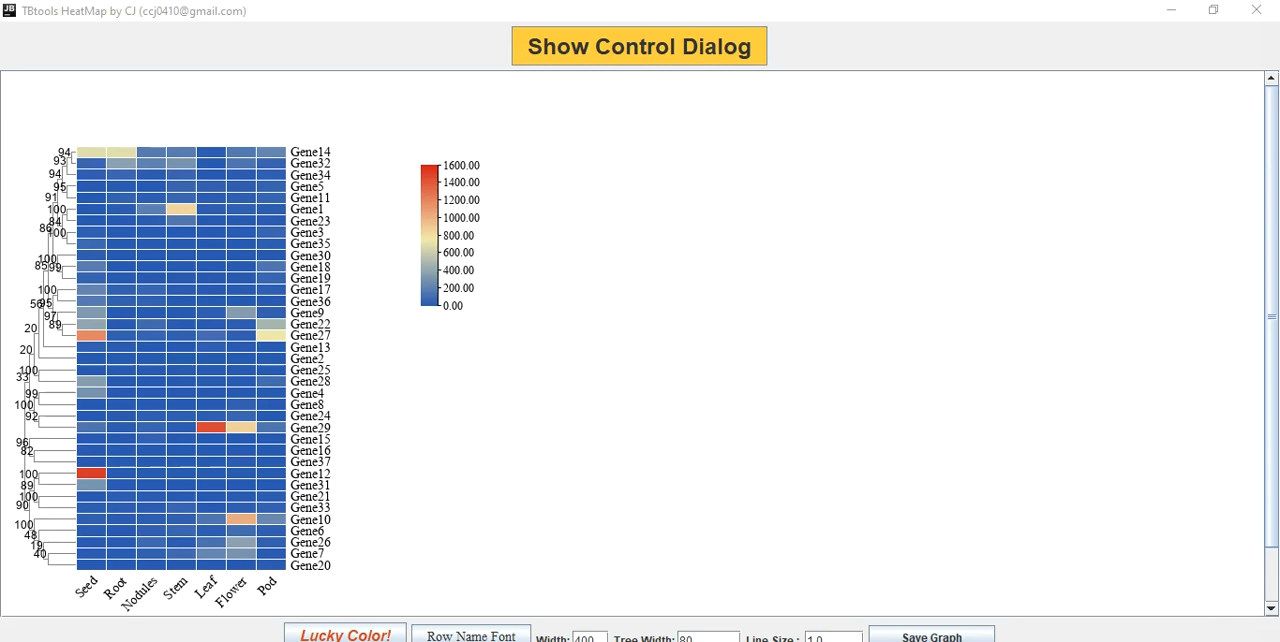 JB TBtools HeatMap by CJ (ccj0410@gmail.com)
Show Control Dialog
94 Gene14
93 Gene32
94 Gene34
95 Gene5
91 Gene11
100 Gene1
84 Gene23
86 100 Gene3
Gene35
100 Gene30
85 99 Gene18
Gene19
100 Gene17
56 95 Gene36
97 Gene9
20 89 Gene22
Gene27
20 Gene13
Gene2
100 Gene25
33 Gene28
99 Gene4
100 Gene8
92 Gene24
Gene29
96 Gene15
82 Gene16
Gene37
100 Gene12
89 Gene31
100 Gene21
90 Gene33
100 Gene10
48 Gene6
19 Gene26
40 Gene7
Gene20
Seed Root Nodules Stem Leaf Flower Pod
1600.00
1400.00
1200.00
1000.00
800.00
600.00
400.00
200.00
0.00
Lucky Color! Row Name Font Width: 400 Tree Width: 80 Line Size : 1.0 Save Graph